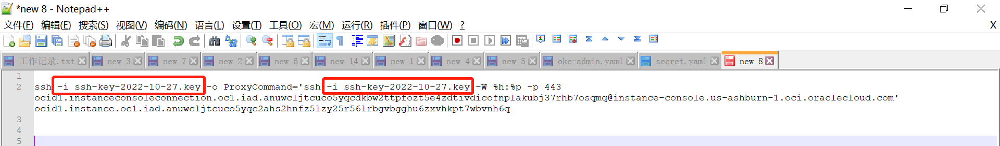 *new 8 - Notepad++
文件(F) 编辑(E) 搜索(S) 视图(V) 编码(N) 语言(L) 设置(T) 工具(O) 宏(M) 运行(R) 插件(P) 窗口(W) ? X
工作记录.txt new 3 new 7 new 2 new 6 new 14 new 1 new 4 new 5 oke-admin.yaml secret.yaml new 8
1
2 ssh -i ssh-key-2022-10-27.key -o ProxyCommand='ssh -i ssh-key-2022-10-27.key -W %h:%p -p 443
ocid1.instanceconsoleconnection.oc1.iad.anuwcljtcuco5yqcdkbw2ttpfozt5e4zdtivdicofnplakubj37rhb7osqmq@instance-console.us-ashburn-1.oci.oraclecloud.com'
ocid1.instance.oc1.iad.anuwcljtcuco5yqc2ahs2hnfz5lzy25r56lrbgvbgghu6zxvhkpt7wbvnh6q
3
4
5